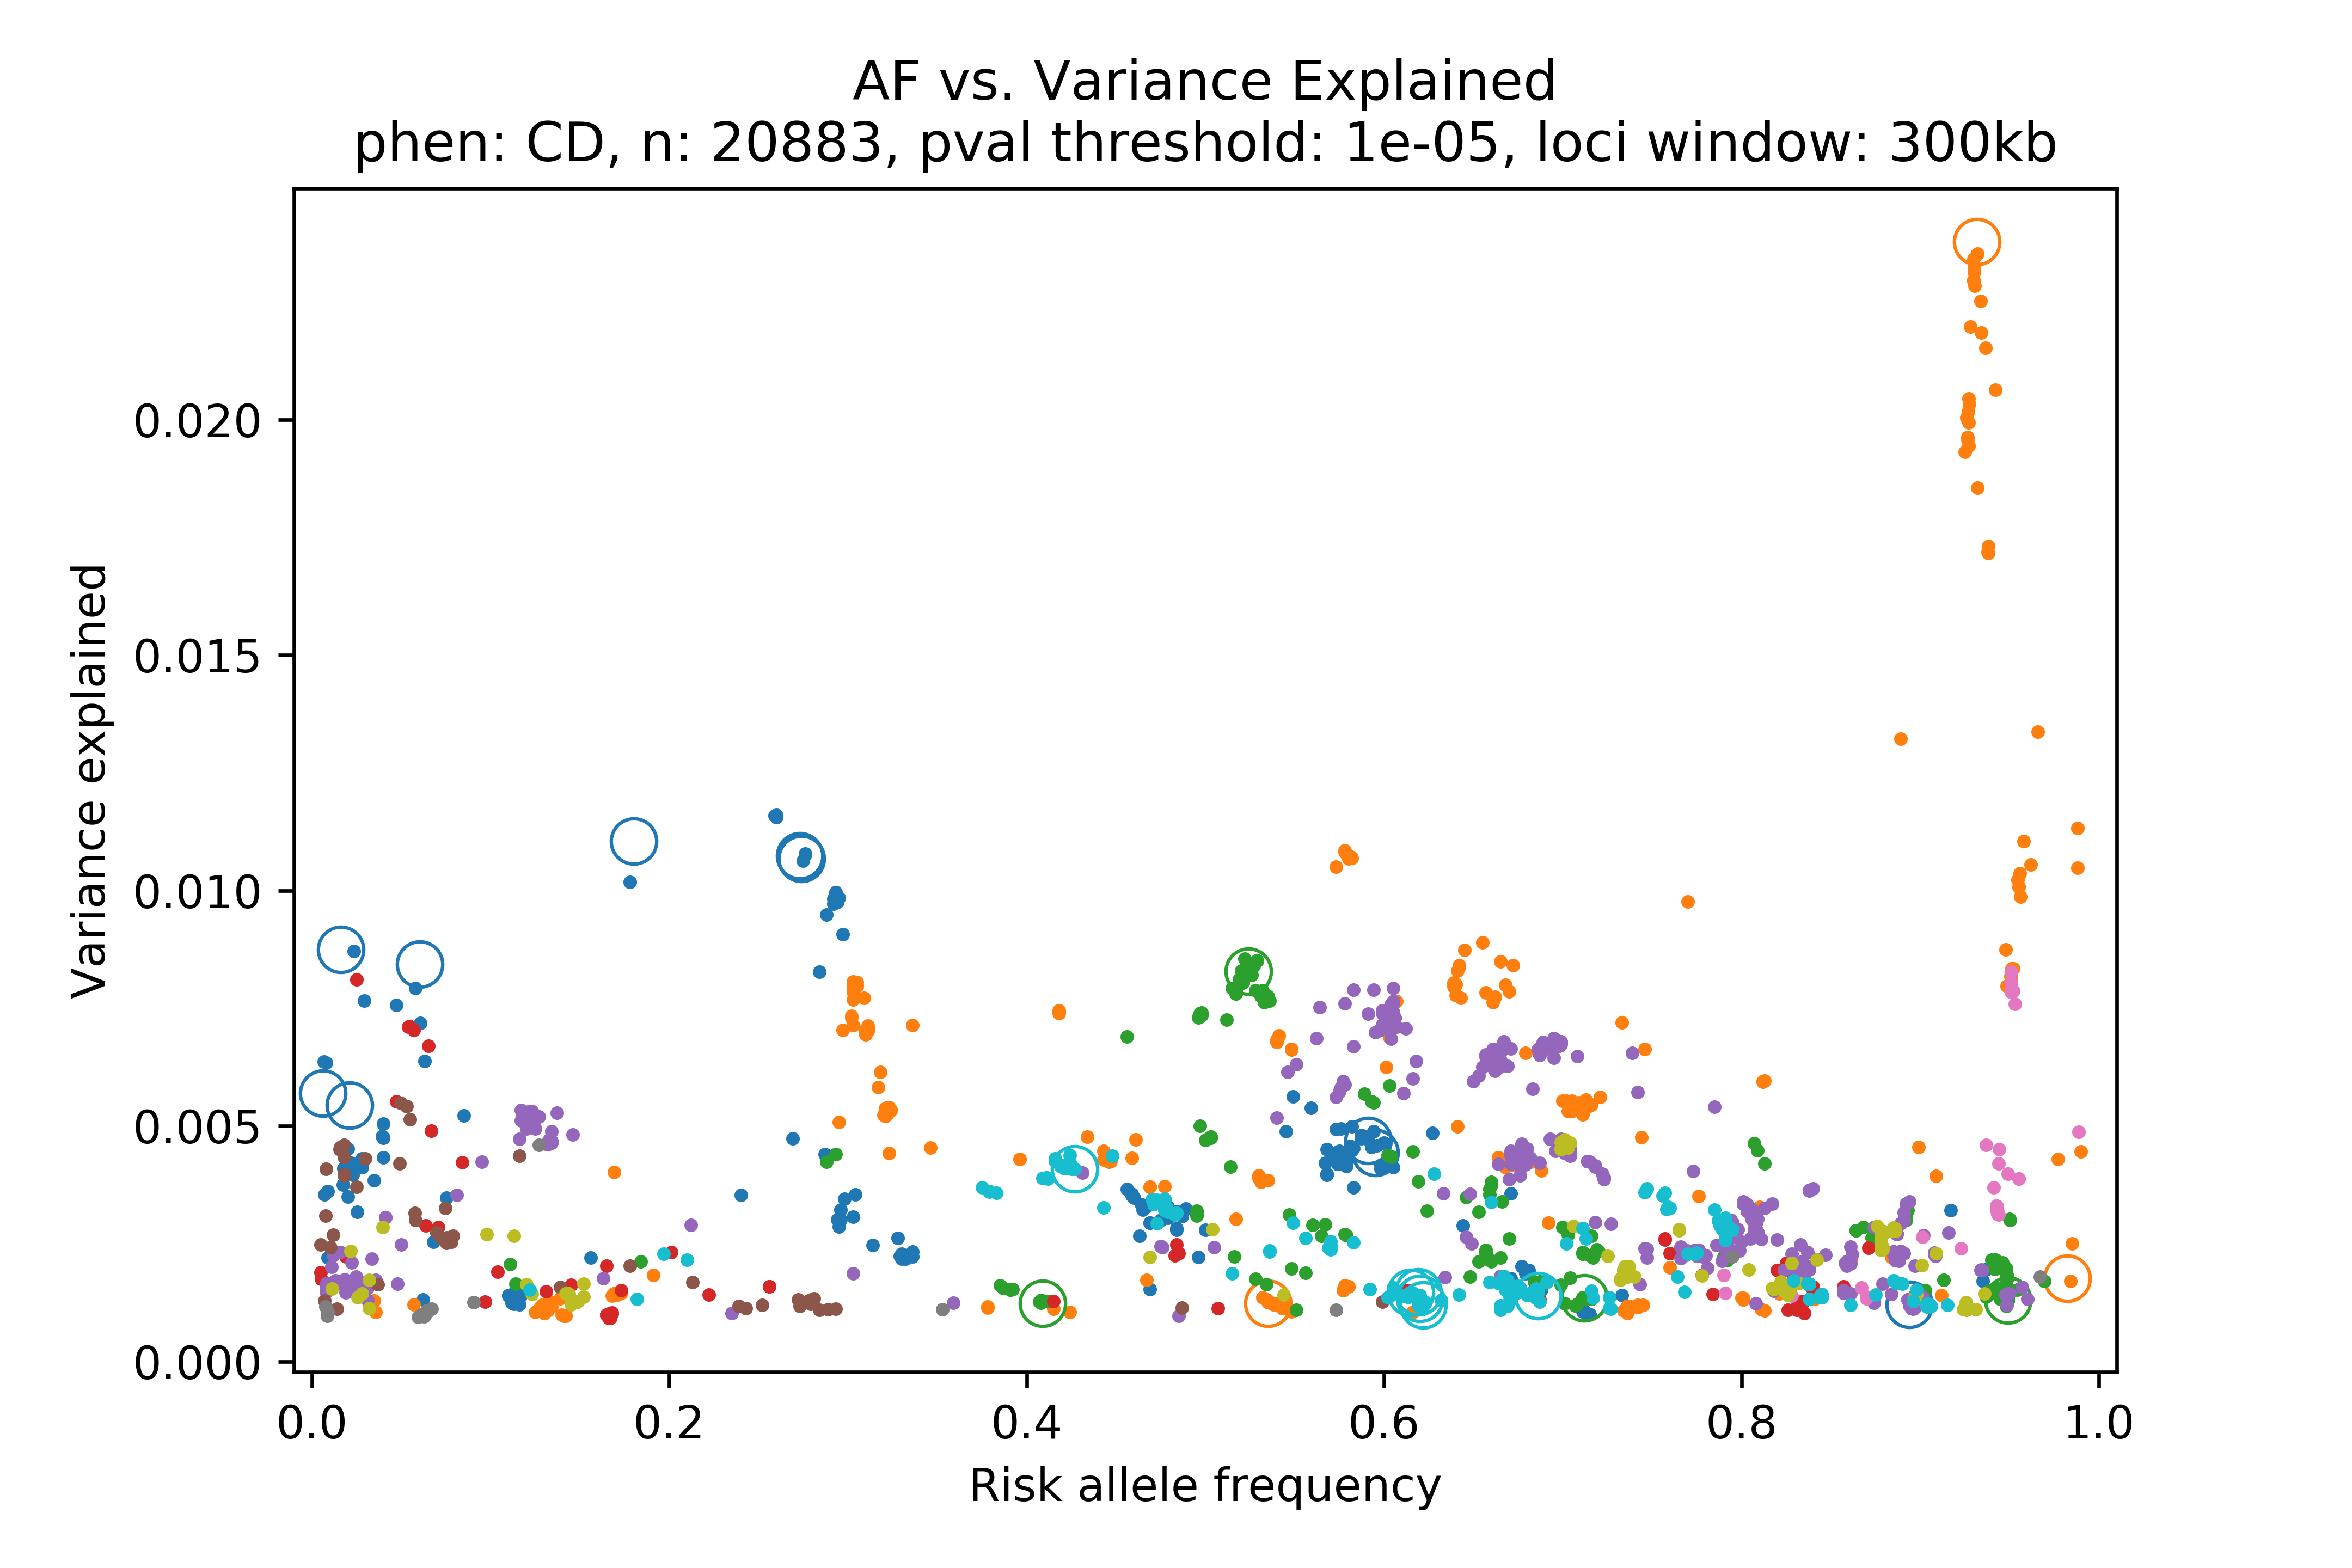 AF vs. Variance Explained
phen: CD, n: 20883, pval threshold: 1e-05, loci window: 300kb
Variance explained
0.020
0.015
0.010
0.005
0.000
0.0 0.2 0.4 0.6 0.8 1.0
Risk allele frequency